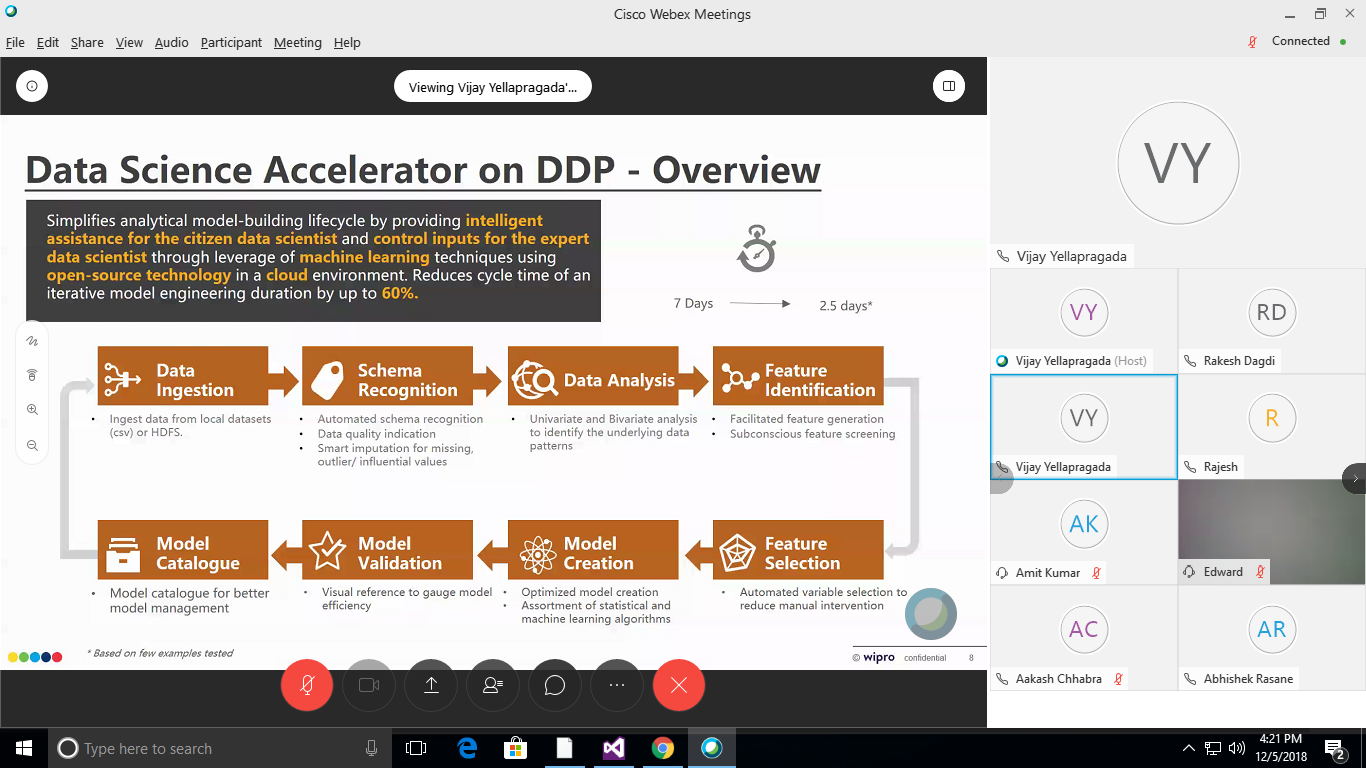 Cisco Webex Meetings
File Edit Share View Audio Participant Meeting Help
Connected
Viewing Vijay Yellapragada'...
Data Science Accelerator on DDP - Overview
Simplifies analytical model-building lifecycle by providing intelligent
assistance for the citizen data scientist and control inputs for the expert
data scientist through leverage of machine learning techniques using
open-source technology in a cloud environment. Reduces cycle time of an
iterative model engineering duration by up to 60%.
7 Days
2.5 days*
Data
Ingestion
Schema
Recognition
Data Analysis
Feature
Identification
• Ingest data from local datasets
(csv) or HDFS.
• Automated schema recognition
• Data quality indication
• Smart imputation for missing,
outlier/ influential values
• Univariate and Bivariate analysis
to identify the underlying data
patterns
• Facilitated feature generation
• Subconscious feature screening
Model
Catalogue
Model
Validation
Model
Creation
Feature
Selection
• Model catalogue for better
model management
• Visual reference to gauge model
efficiency
• Optimized model creation
• Assortment of statistical and
machine learning algorithms
• Automated variable selection to
reduce manual intervention
* Based on few examples tested
© wipro confidential 8
VY
Vijay Yellapragada
VY
Vijay Yellapragada (Host)
RD
Rakesh Dagdi
VY
Vijay Yellapragada
R
Rajesh
AK
Amit Kumar
Edward
AC
Aakash Chhabra
AR
Abhishek Rasane
Type here to search
4:21 PM
12/5/2018
2